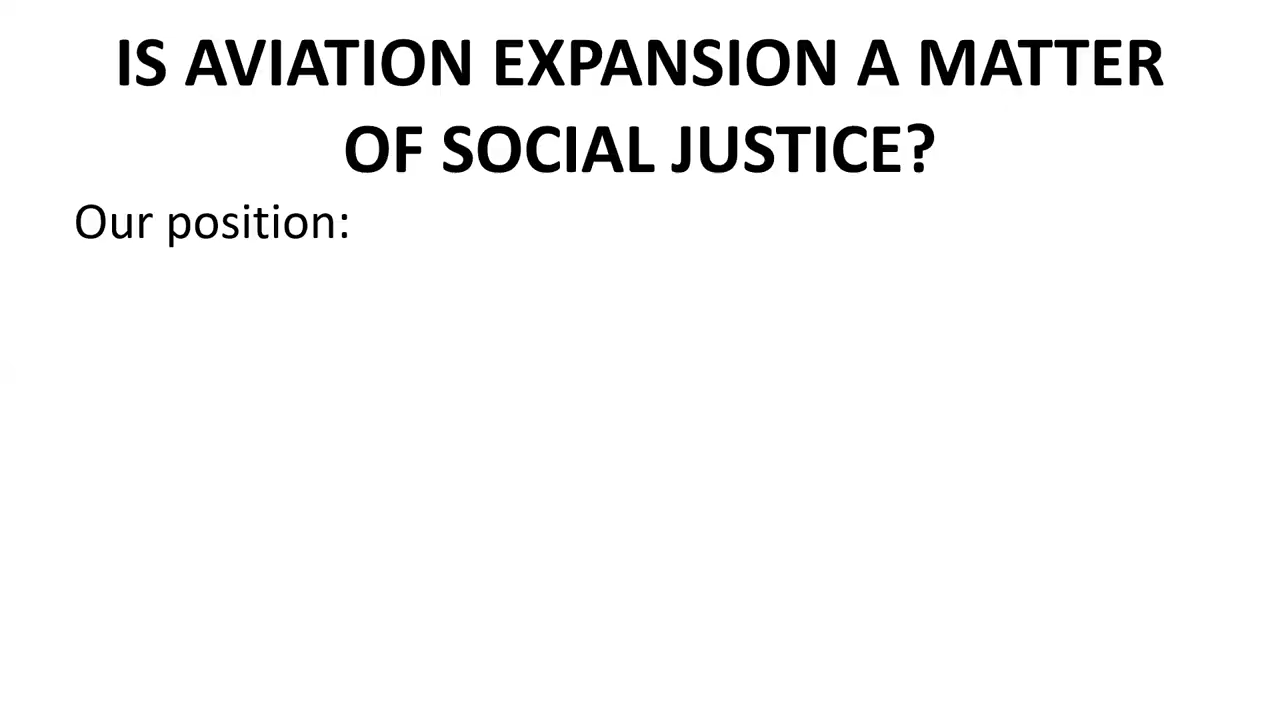 IS AVIATION EXPANSION A MATTER
OF SOCIAL JUSTICE?
Our position: